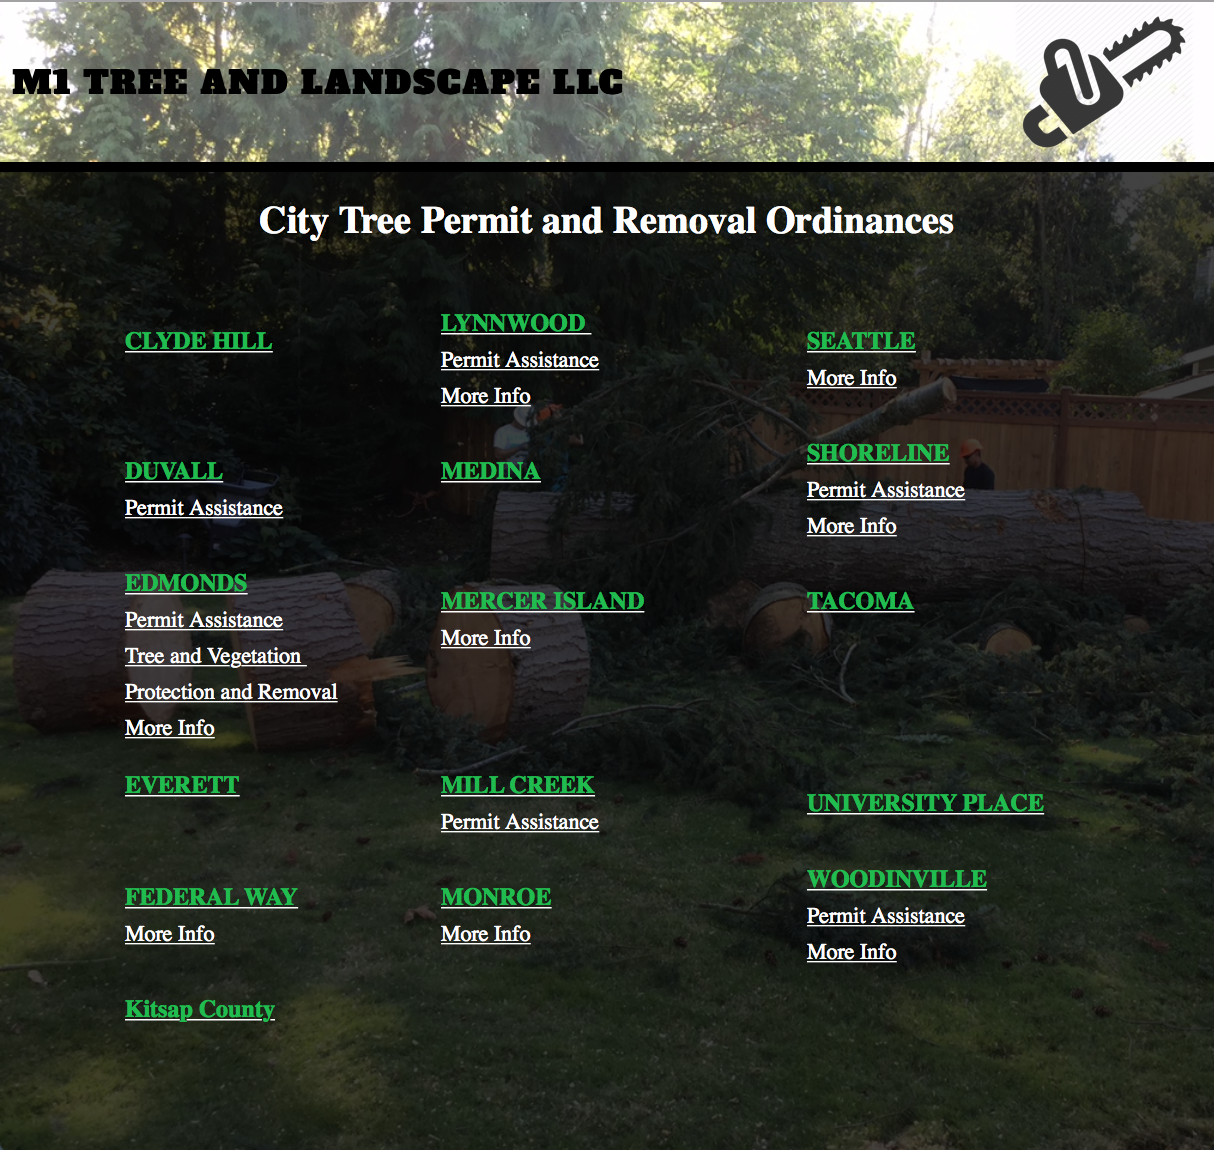 M1 TREE AND LANDSCAPE LLC
City Tree Permit and Removal Ordinances
CLYDE HILL
LYNNWOOD
Permit Assistance
More Info
SEATTLE
More Info
DUVALL
Permit Assistance
MEDINA
SHORELINE
Permit Assistance
More Info
EDMONDS
Permit Assistance
Tree and Vegetation
Protection and Removal
More Info
MERCER ISLAND
More Info
TACOMA
EVERETT
MILL CREEK
Permit Assistance
UNIVERSITY PLACE
FEDERAL WAY
More Info
MONROE
More Info
WOODINVILLE
Permit Assistance
More Info
Kitsap County